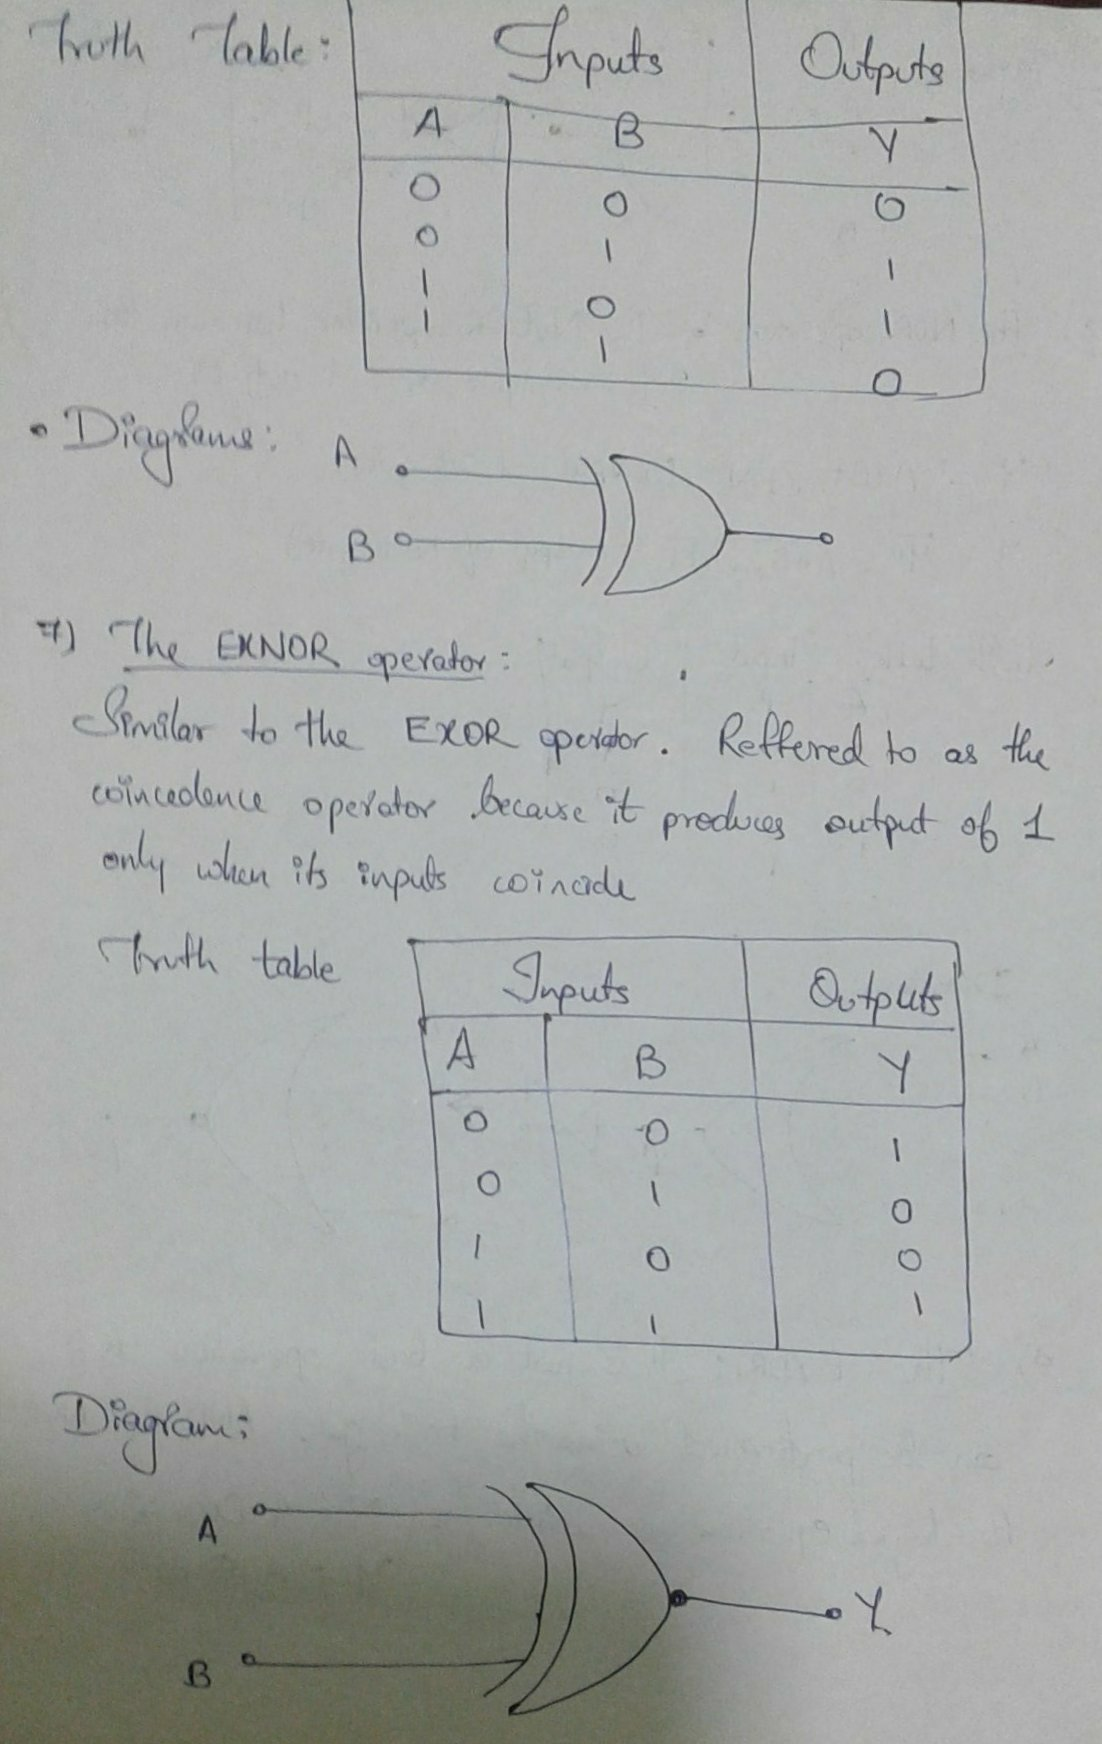 Truth Table:
Inputs Outputs
A B Y
0 0 0
0 1 1
1 0 1
1 1 0
• Diagrams:
A
B
7) The EXNOR operator:
Similar to the EXOR operator. Reffered to as the
coincedence operator because it produces output of 1
only when its inputs coincide
Truth table
Inputs Outputs
A B Y
0 0 1
0 1 0
1 0 0
1 1 1
Diagram:
A
Y
B